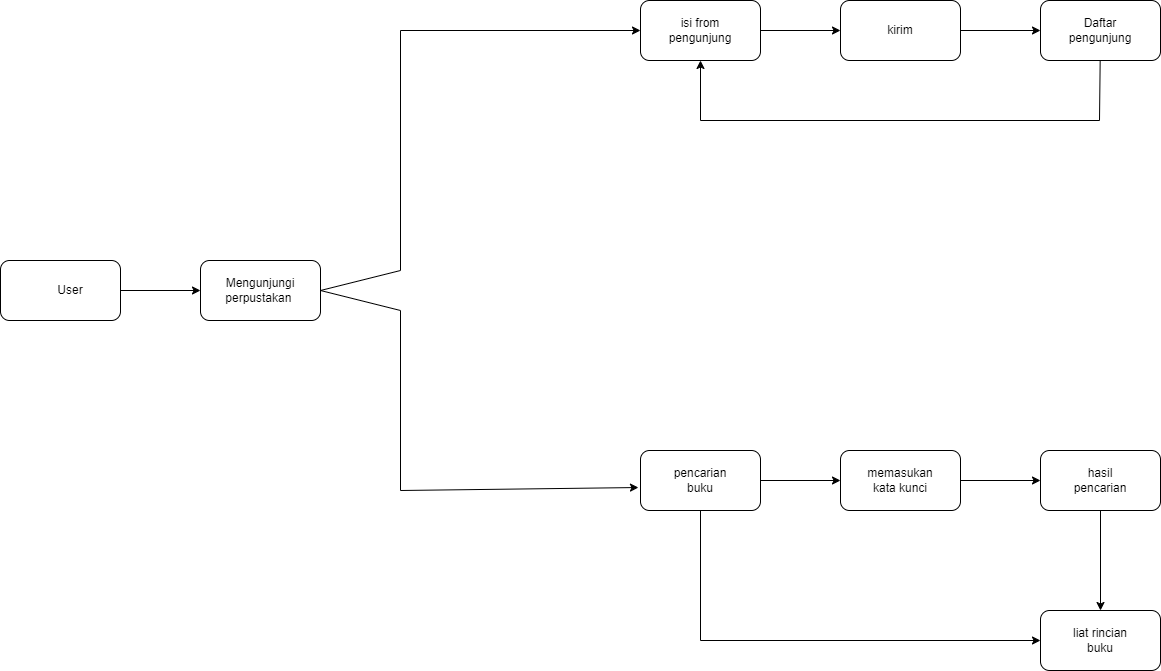 isi from
pengunjung
kirim
Daftar
pengunjung
User
Mengunjungi
perpustakan
pencarian
buku
memasukan
kata kunci
hasil
pencarian
liat rincian
buku